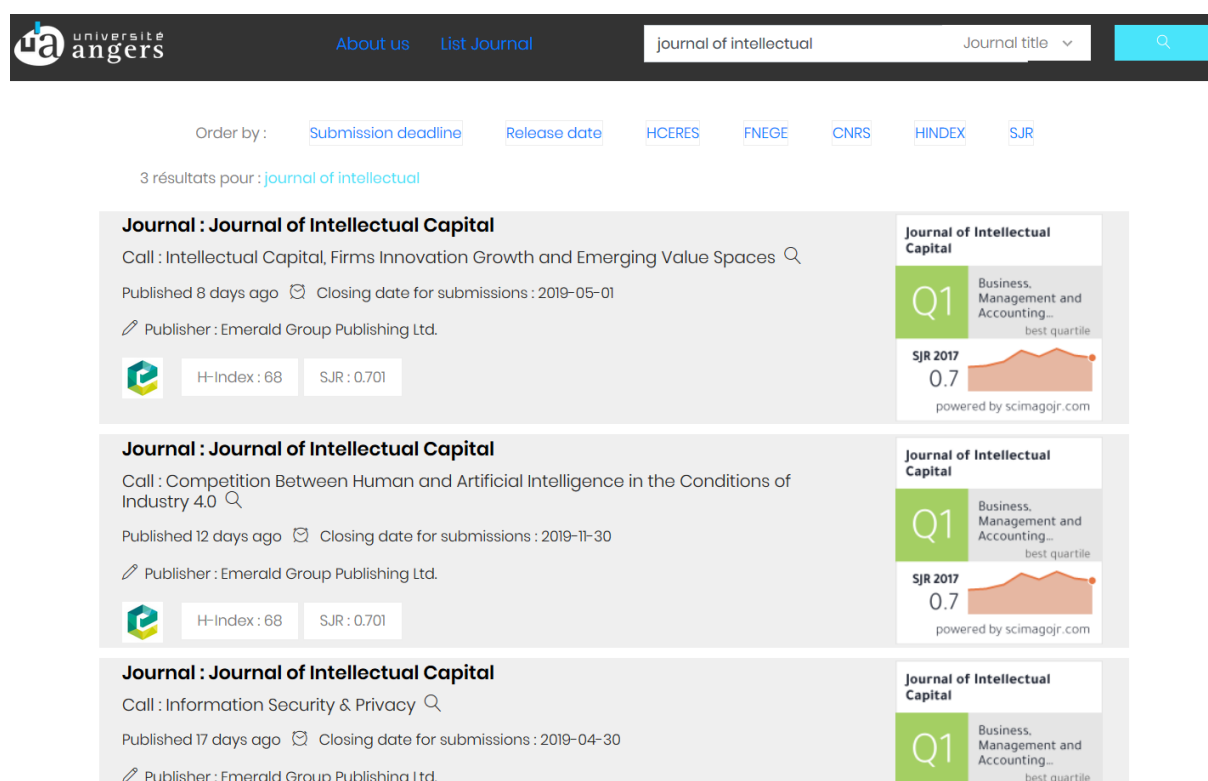 université
angers
About us List Journal journal of intellectual Journal title
Order by : Submission deadline Release date HCERES FNEGE CNRS HINDEX SJR
3 résultats pour : journal of intellectual
Journal : Journal of Intellectual Capital
Call : Intellectual Capital, Firms Innovation Growth and Emerging Value Spaces
Published 8 days ago Closing date for submissions : 2019-05-01
Publisher : Emerald Group Publishing Ltd.
H-Index : 68 SJR : 0.701
Journal of Intellectual
Capital
Q1
Business,
Management and
Accounting...
best quartile
SJR 2017
0.7
powered by scimagojr.com
Journal : Journal of Intellectual Capital
Call : Competition Between Human and Artificial Intelligence in the Conditions of
Industry 4.0
Published 12 days ago Closing date for submissions : 2019-11-30
Publisher : Emerald Group Publishing Ltd.
H-Index : 68 SJR : 0.701
Journal of Intellectual
Capital
Q1
Business,
Management and
Accounting...
best quartile
SJR 2017
0.7
powered by scimagojr.com
Journal : Journal of Intellectual Capital
Call : Information Security & Privacy
Published 17 days ago Closing date for submissions : 2019-04-30
Publisher : Emerald Group Publishing Ltd.
Journal of Intellectual
Capital
Q1
Business,
Management and
Accounting...
best quartile